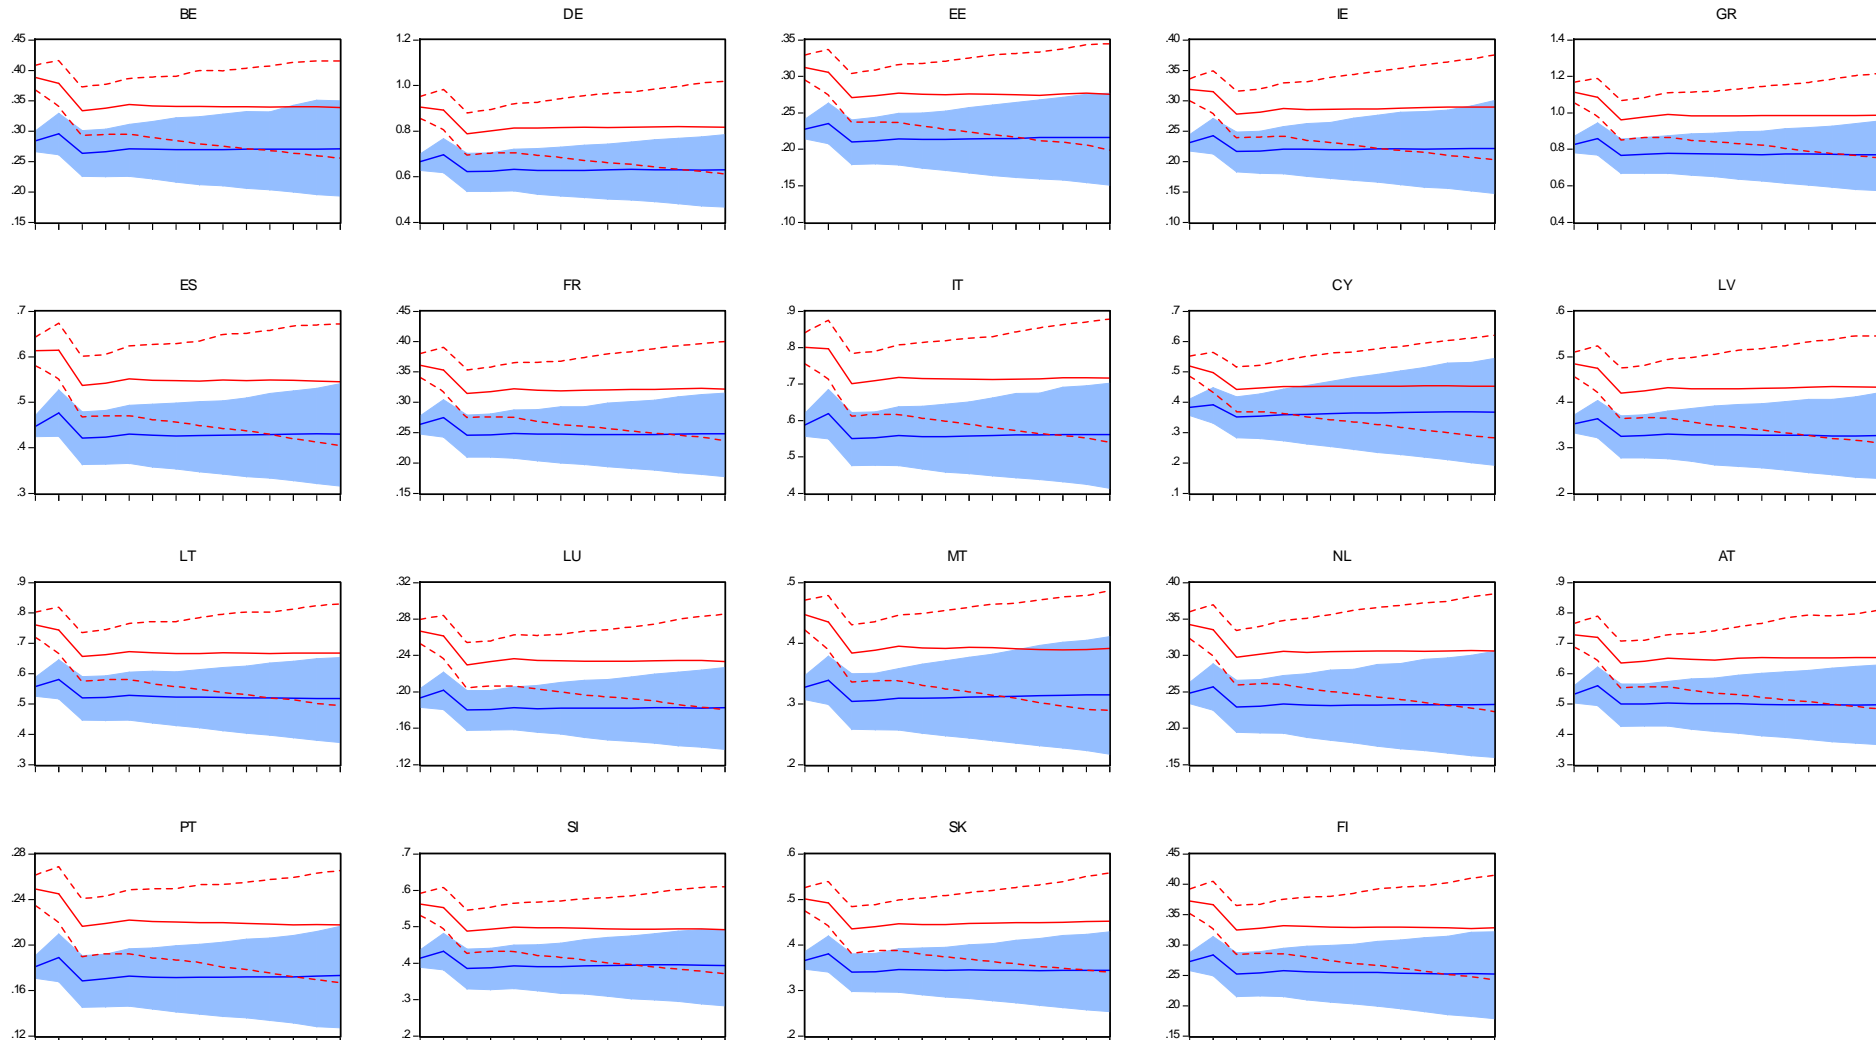 BE DE EE IE GR
.45 1.2 .35 .40 1.4
.40 1.0 .30 .35 1.2
.35 .30 1.0
.30 0.8 .25 .25 0.8
.25 0.6 .20 .20 0.6
.20 .15 .15
.15 0.4 .10 .10 0.4
ES FR IT CY LV
.7 .45 .9 .7 .6
.6 .40 .8 .6 .5
.35 .7 .5
.5 .30 .6 .4 .4
.4 .25 .5 .3 .3
.20 .2
.3 .15 .4 .1 .2
LT LU MT NL AT
.9 .32 .5 .40 .9
.8 .28 .35 .8
.7 .24 .4 .30 .7
.6 .20 .25 .6
.5 .3 .5
.4 .16 .20 .4
.3 .12 .2 .15 .3
PT SI SK FI
.28 .7 .6 .45
.24 .6 .5 .40
.5 .35
.20 .4 .4 .30
.16 .3 .3 .25
.20
.12 .2 .2 .15